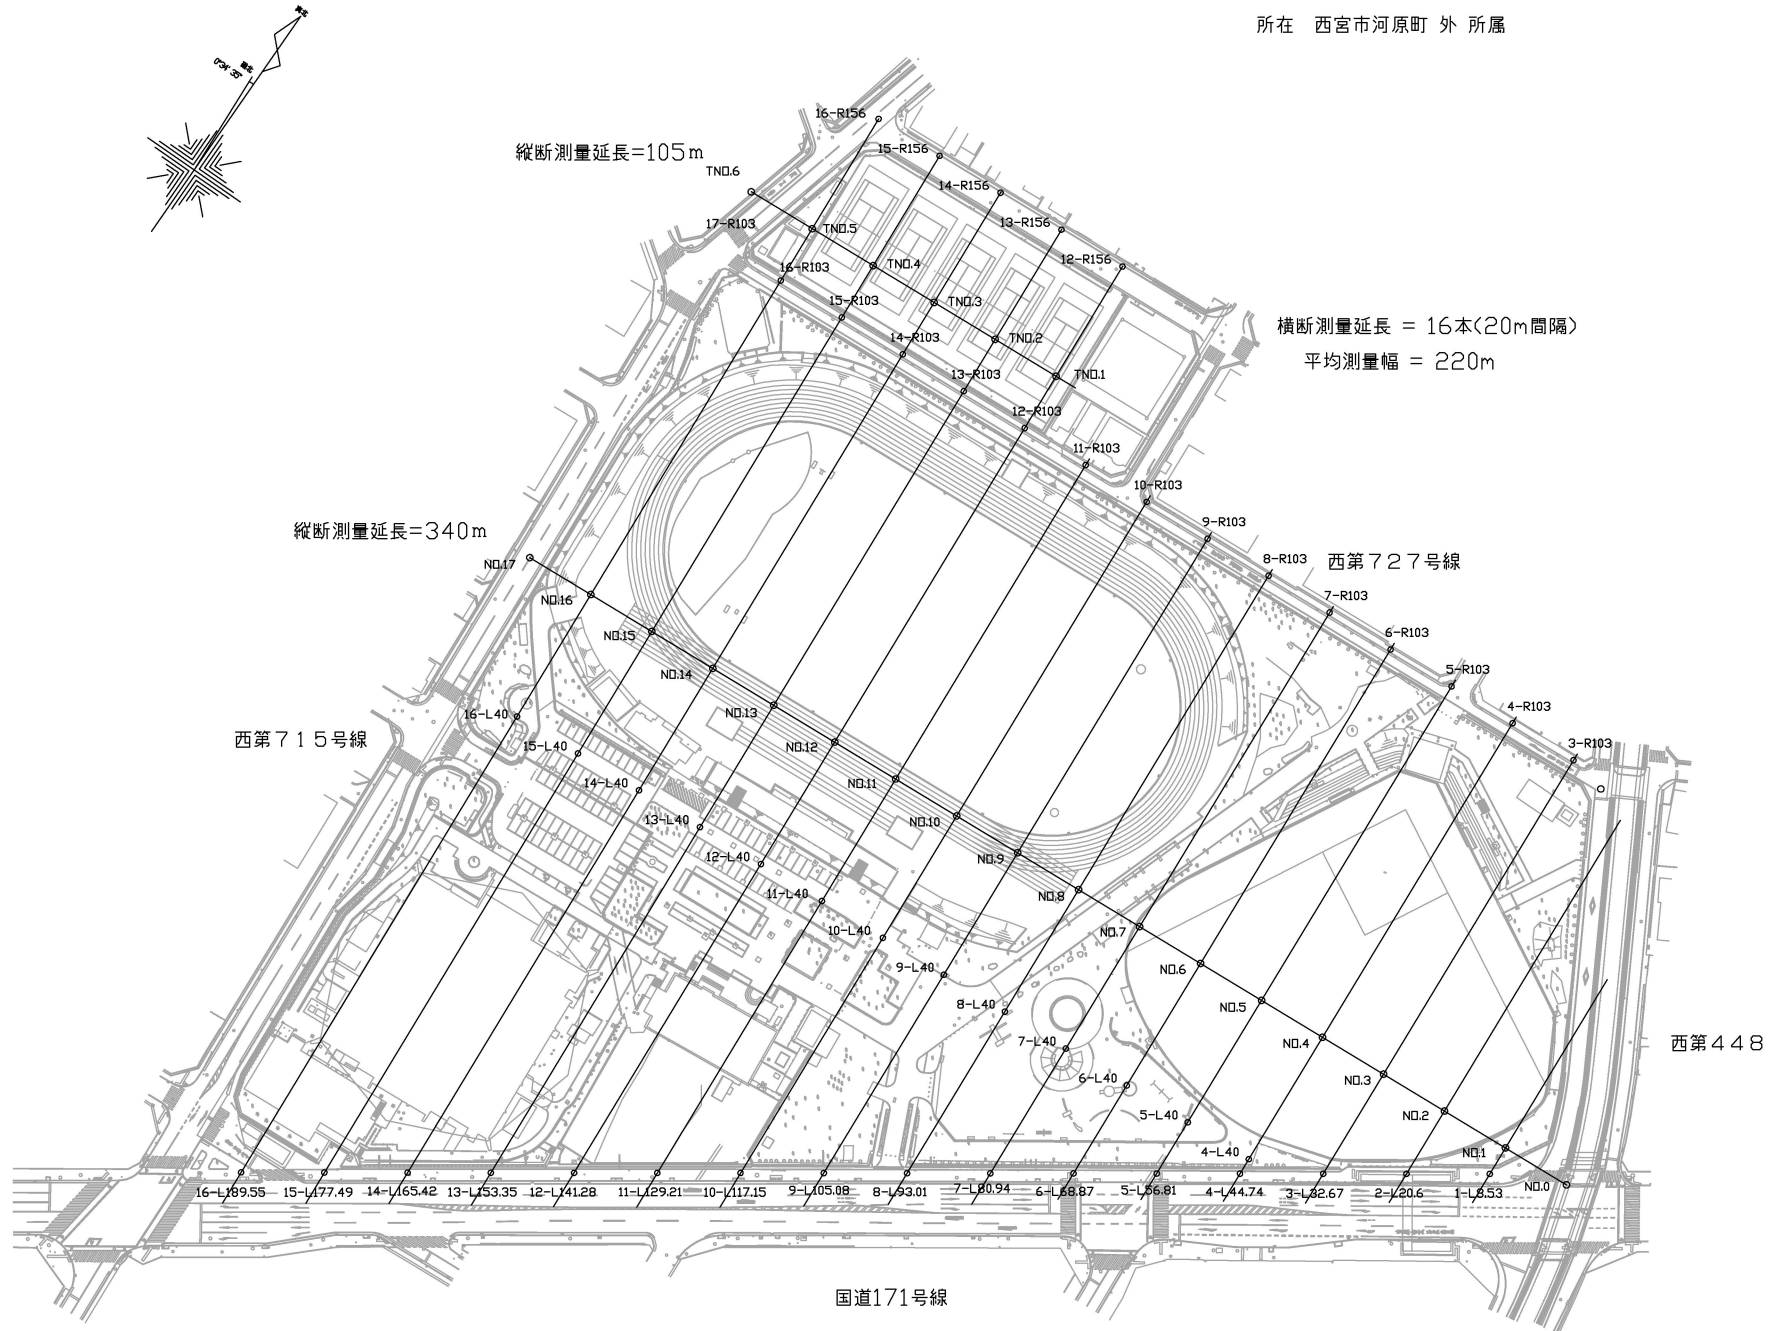 所在 西宮市河原町 外 所属
真北
磁北
0°34' 35"
16-R156
縦断測量延長=105m
15-R156
TNO.6
14-R156
17-R103
13-R156
TNO.5
12-R156
TNO.4
16-R103
TNO.3
15-R103
横断測量延長 = 16本(20m間隔)
TNO.2
14-R103
平均測量幅 = 220m
TNO.1
13-R103
12-R103
11-R103
10-R103
9-R103
縦断測量延長=340m
8-R103
西第727号線
NO.17
7-R103
NO.16
6-R103
NO.15
5-R103
NO.14
4-R103
NO.13
16-L40
西第715号線
3-R103
15-L40
NO.12
14-L40
NO.11
13-L40
NO.10
12-L40
NO.9
11-L40
NO.8
10-L40
NO.7
9-L40
NO.6
8-L40
NO.5
7-L40
NO.4
西第448
6-L40
NO.3
5-L40
NO.2
4-L40
NO.1
NO.0
16-L189.55
15-L177.49
14-L165.42
13-L153.35
12-L141.28
11-L129.21
10-L117.15
9-L105.08
8-L93.01
7-L80.94
6-L68.87
5-L56.81
4-L44.74
3-L32.67
2-L20.6
1-L8.53
国道171号線